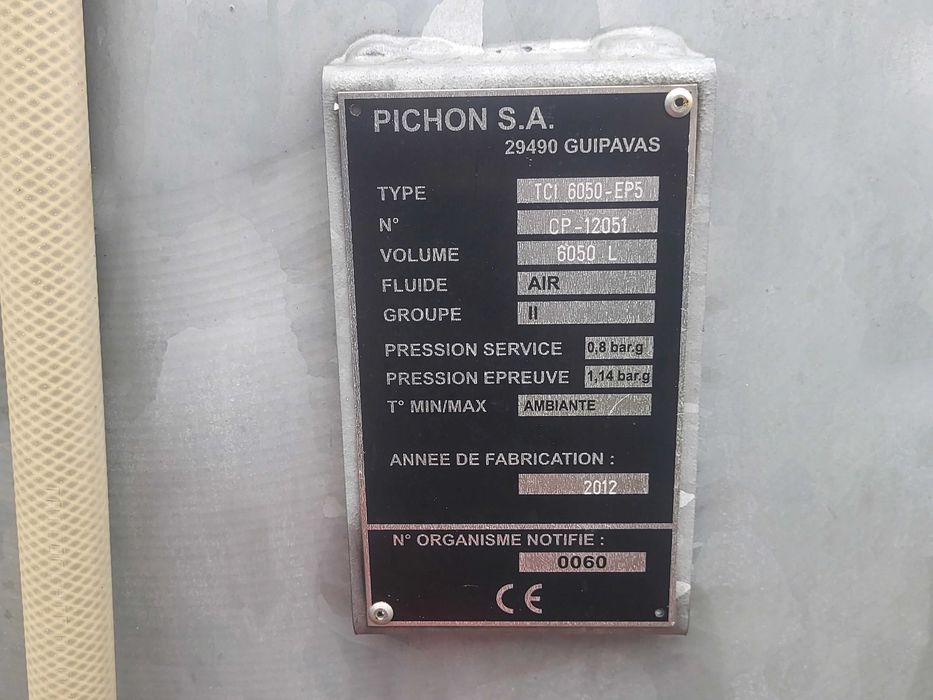 PICHON S.A.
29490 GUIPAVAS
TYPE TCI 6050-EP5
N° CP-12051
VOLUME 6050 L
FLUIDE AIR
GROUPE II
PRESSION SERVICE 0.8 bar.g
PRESSION EPREUVE 1.14 bar.g
T° MIN/MAX AMBIANTE
ANNEE DE FABRICATION :
2012
N° ORGANISME NOTIFIE :
0060
CE